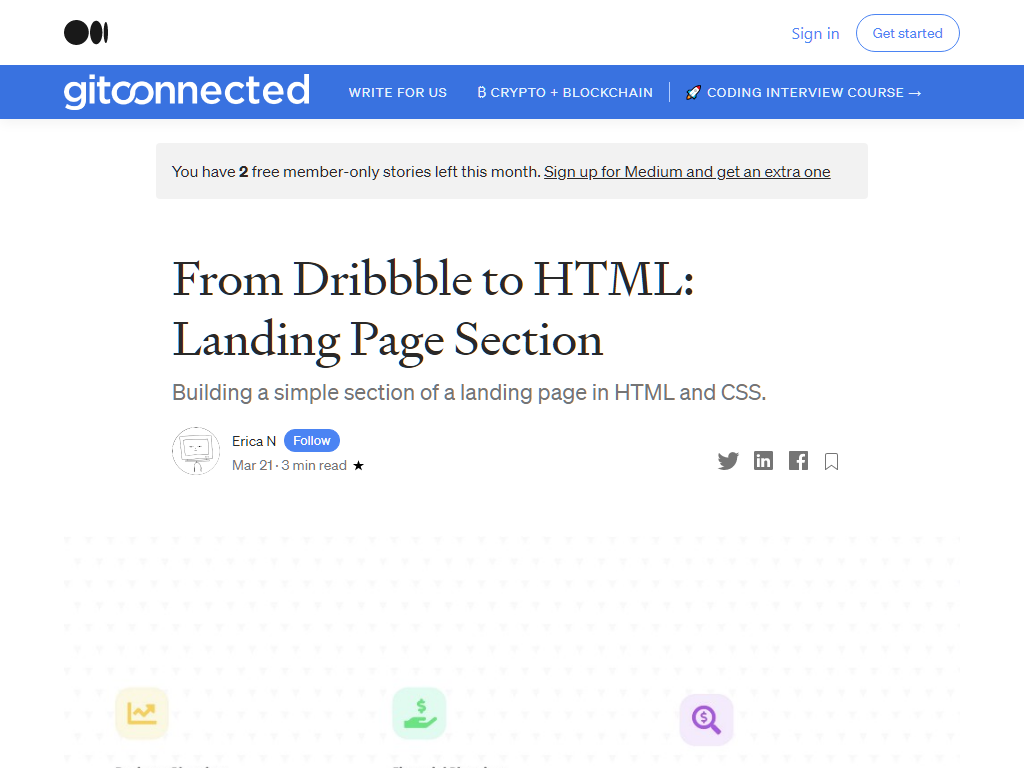 Sign in
Get started
gitconnected
WRITE FOR US
₿ CRYPTO + BLOCKCHAIN
🚀 CODING INTERVIEW COURSE →
You have 2 free member-only stories left this month. Sign up for Medium and get an extra one
From Dribbble to HTML:
Landing Page Section
Building a simple section of a landing page in HTML and CSS.
Erica N
Follow
Mar 21 · 3 min read ★